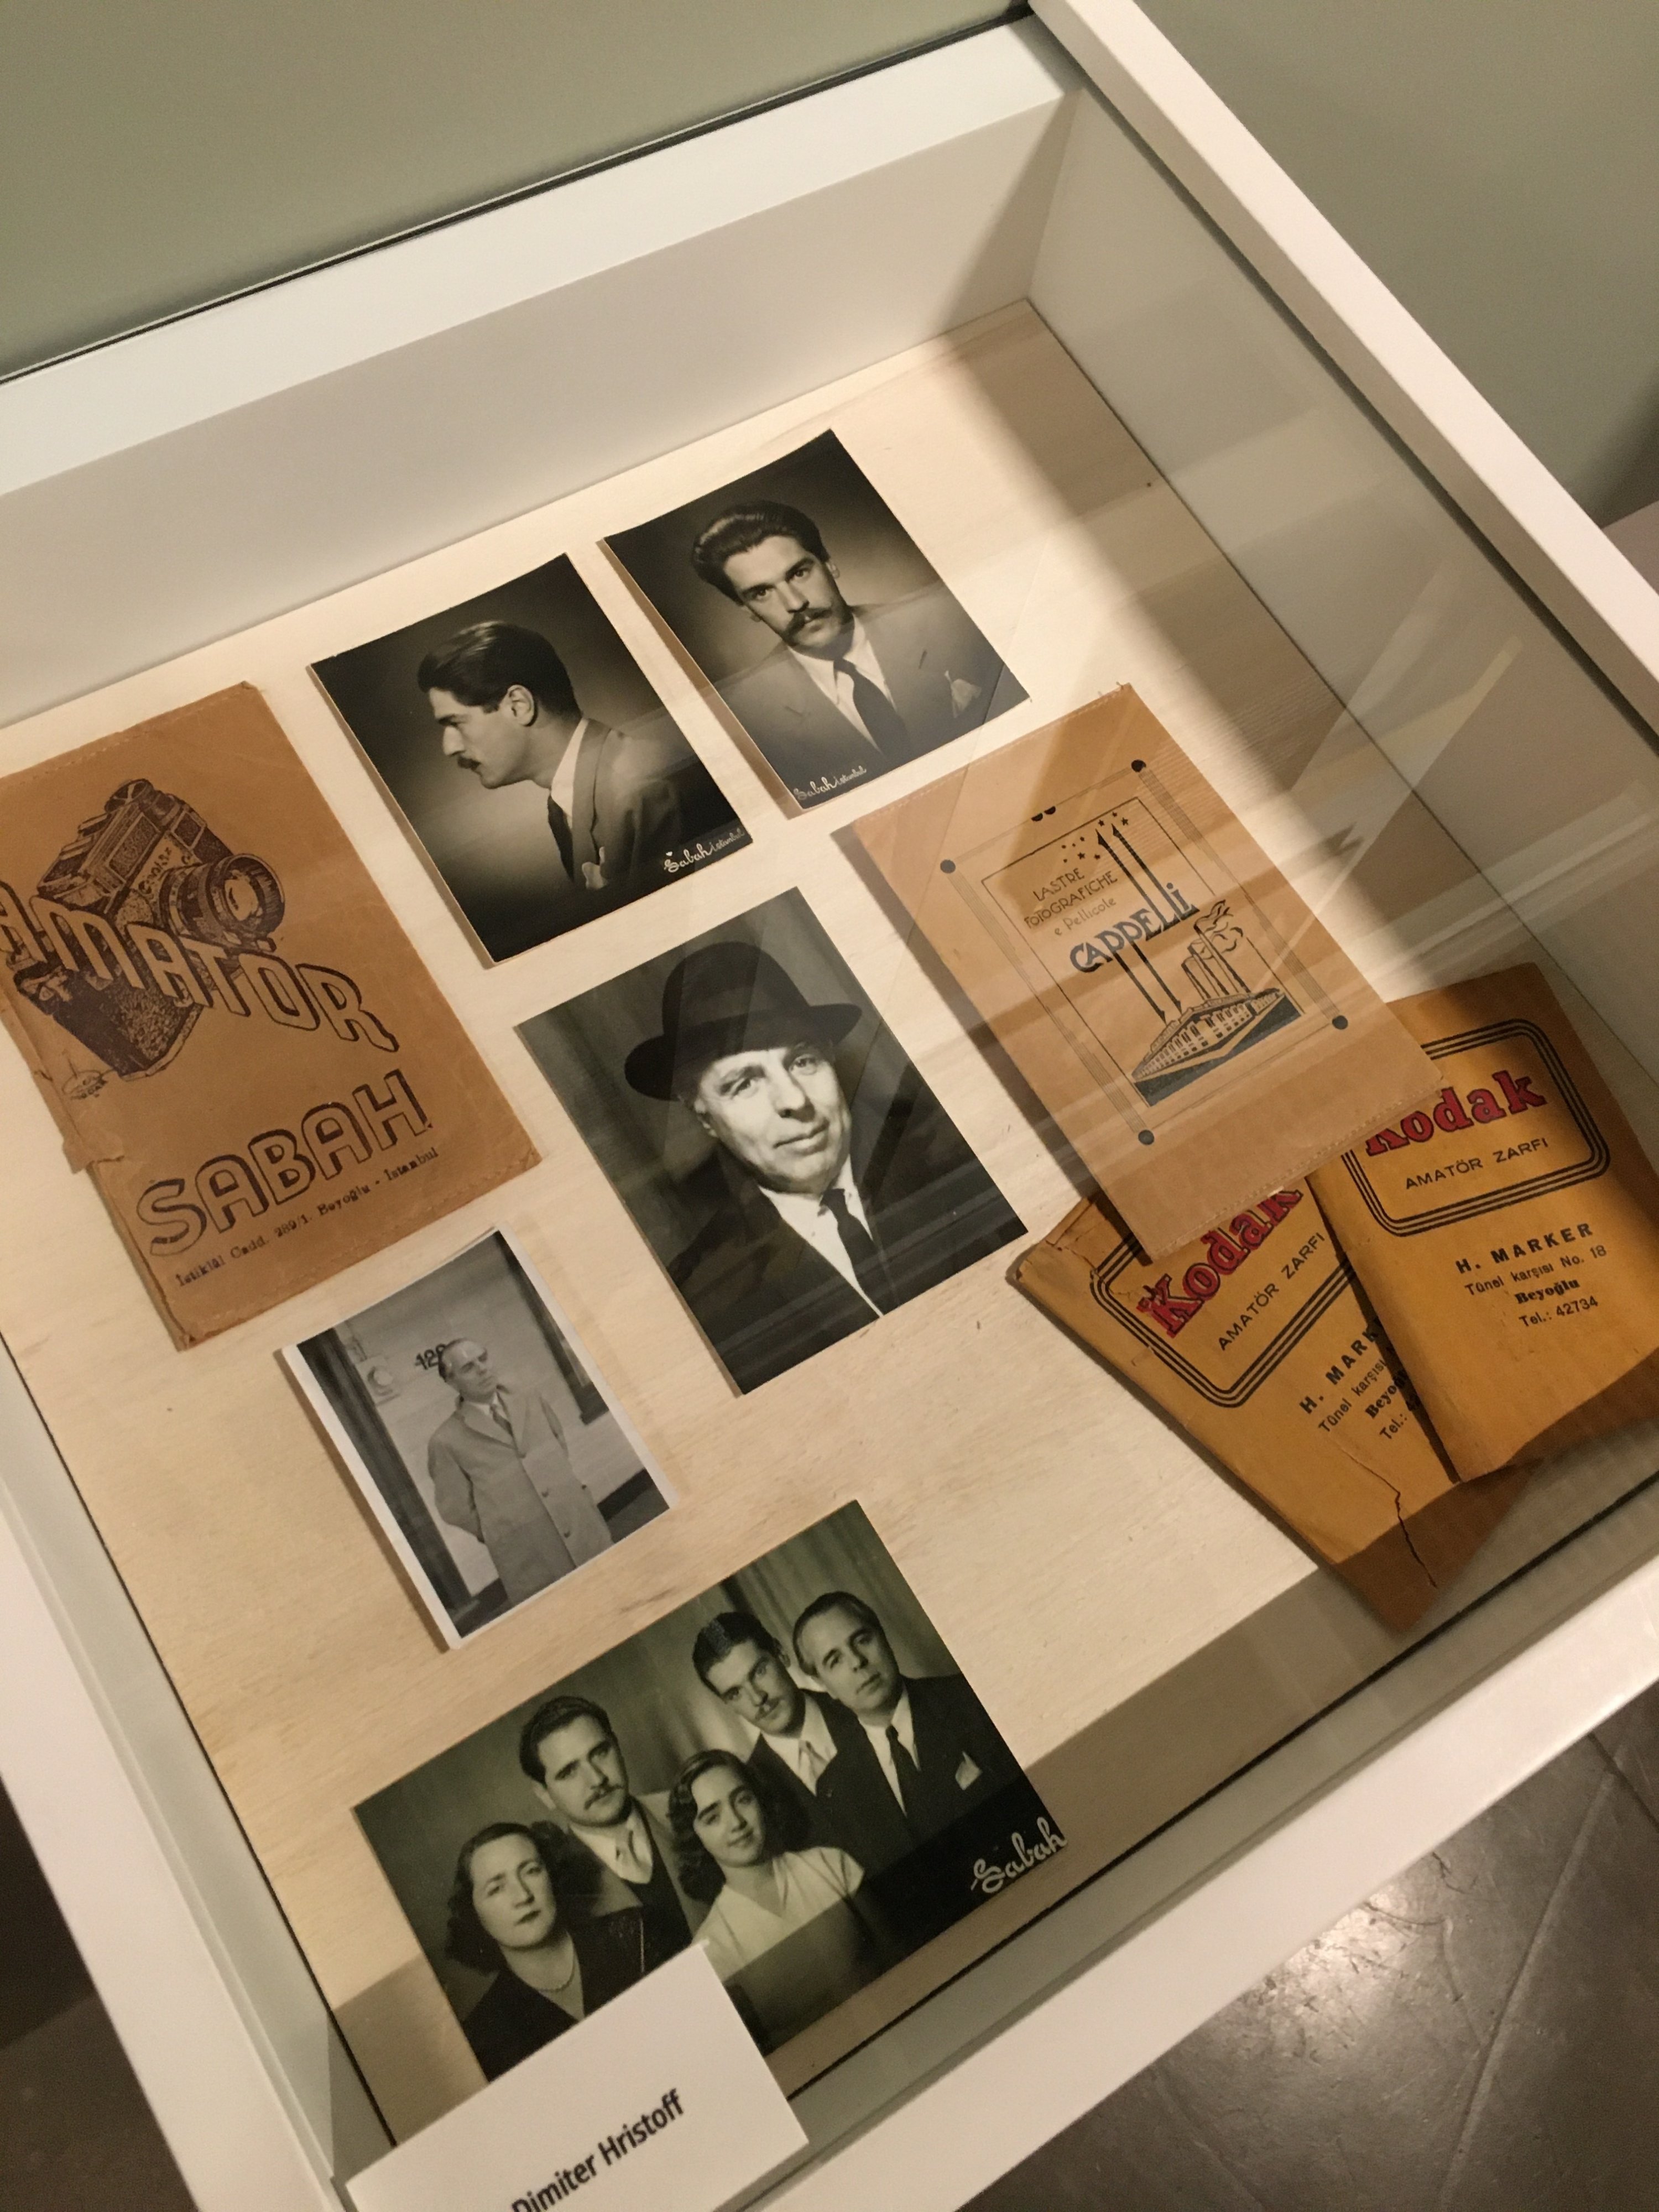 Sabah İstanbul
Sabah İstanbul
AMATÖR
SABAH
İstiklâl Cadd. 289/1. Beyoğlu - İstanbul
LASTRE
FOTOGRAFICHE
e Pellicole
CAPPELLI
Kodak
AMATÖR ZARFI
H. MARKER
Tünel karşısı No. 18
Beyoğlu
Tel.: 42734
Kodak
AMATÖR ZARFI
H. MARK
Tünel karşısı
Beyoğ
Tel.:
Sabah
Dimiter Hristoff